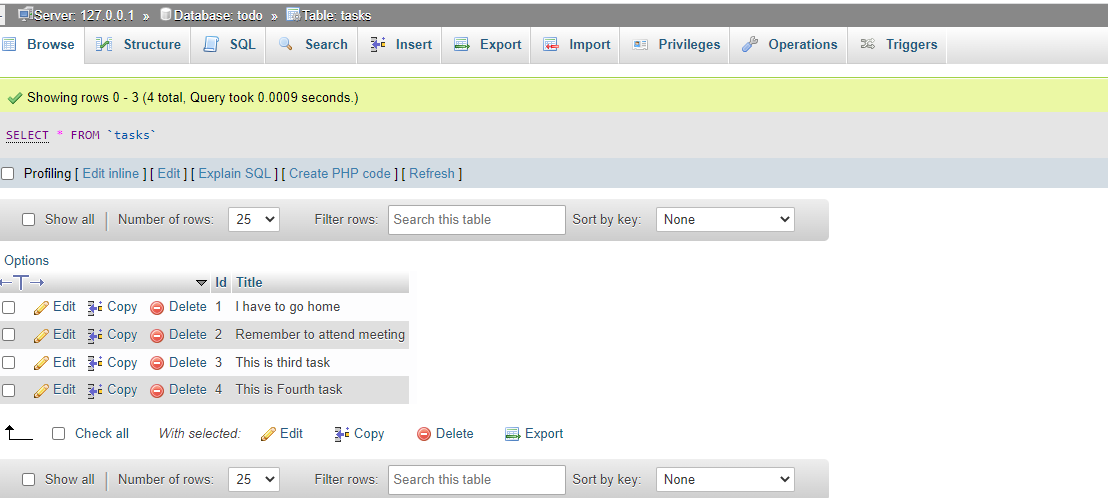 Server: 127.0.0.1 » Database: todo » Table: tasks
Browse Structure SQL Search Insert Export Import Privileges Operations Triggers
Showing rows 0 - 3 (4 total, Query took 0.0009 seconds.)
SELECT * FROM `tasks`
Profiling [ Edit inline ] [ Edit ] [ Explain SQL ] [ Create PHP code ] [ Refresh ]
Show all Number of rows: 25 Filter rows: Search this table Sort by key: None
Options
Id Title
Edit Copy Delete 1 I have to go home
Edit Copy Delete 2 Remember to attend meeting
Edit Copy Delete 3 This is third task
Edit Copy Delete 4 This is Fourth task
Check all With selected: Edit Copy Delete Export
Show all Number of rows: 25 Filter rows: Search this table Sort by key: None